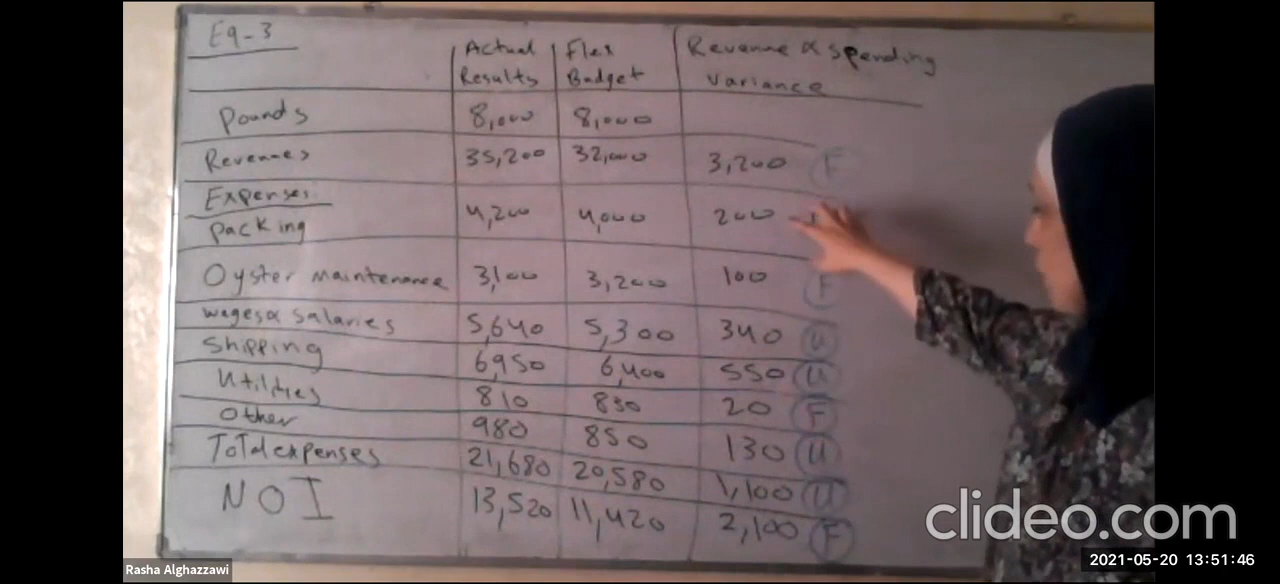 E9-3
Actual Results Flex Budget Revenue & Spending Variance
Pounds 8,000 8,000
Revenues 35,200 32,000 3,200 F
Expenses
Packing 4,200 4,000 200
Oyster maintenance 3,100 3,200 100 F
Wages & Salaries 5,640 5,300 340 U
Shipping 6,950 6,400 550 U
Utilities 810 830 20 F
Other 980 850 130 U
Total expenses 21,680 20,580 1,100 U
NOI 13,520 11,420 2,100 F
clideo.com
2021-05-20 13:51:46
Rasha Alghazzawi